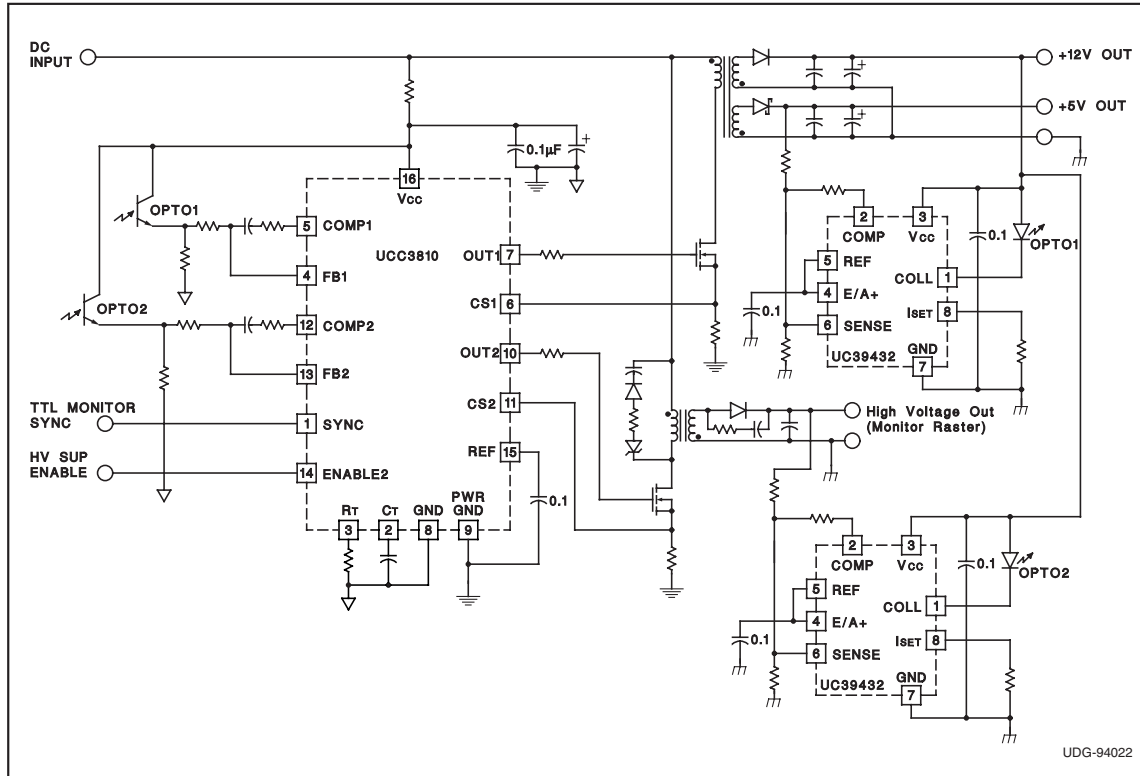 DC
INPUT
+12V OUT
+5V OUT
0.1µF
16
VCC
OPTO1
5
COMP1
UCC3810
OUT1
7
4
FB1
CS1
6
OPTO2
12
COMP2
OUT2
10
13
FB2
CS2
11
TTL MONITOR
SYNC
1
SYNC
REF
15
HV SUP
ENABLE
14
ENABLE2
0.1
RT
CT
GND
PWR
GND
3
2
8
9
2
COMP
3
VCC
0.1
OPTO1
5
REF
COLL
1
4
E/A+
0.1
ISET
8
6
SENSE
UC39432
GND
7
High Voltage Out
(Monitor Raster)
2
COMP
3
VCC
0.1
OPTO2
5
REF
COLL
1
4
E/A+
0.1
ISET
8
6
SENSE
UC39432
GND
7
UDG-94022